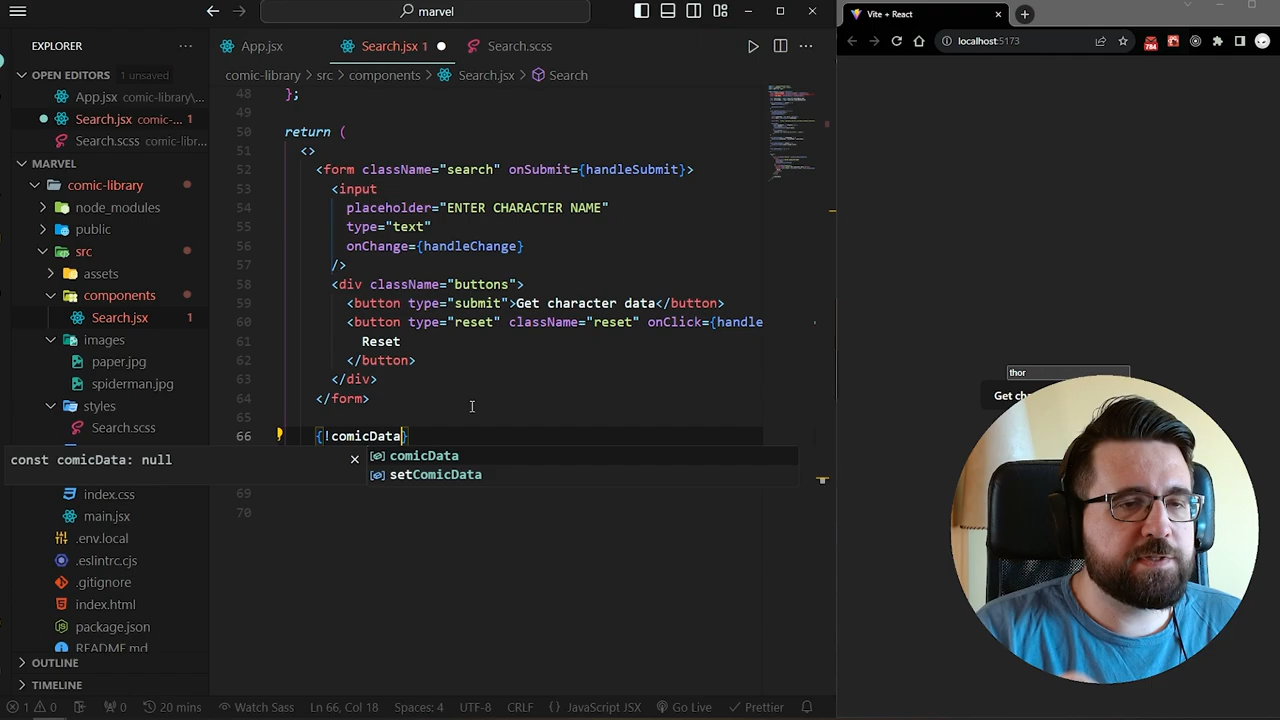 marvel
Vite + React
localhost:5173
784
EXPLORER
OPEN EDITORS 1 unsaved
App.jsx comic-library\...
Search.jsx comic-... 1
Search.scss comic-libr...
MARVEL
comic-library
node_modules
public
src
assets
components
Search.jsx 1
images
paper.jpg
spiderman.jpg
styles
Search.scss
index.css
main.jsx
.env.local
.eslintrc.cjs
.gitignore
index.html
package.json
README.md
OUTLINE
TIMELINE
App.jsx
Search.jsx 1
Search.scss
comic-library > src > components > Search.jsx > Search
48 };
49
50 return (
51 <>
52 <form className="search" onSubmit={handleSubmit}>
53 <input
54 placeholder="ENTER CHARACTER NAME"
55 type="text"
56 onChange={handleChange}
57 />
58 <div className="buttons">
59 <button type="submit">Get character data</button>
60 <button type="reset" className="reset" onClick={handle
61 Reset
62 </button>
63 </div>
64 </form>
65
66 {!comicData}
const comicData: null
comicData
setComicData
69
70
thor
Get ch
1 0 0 20 mins Watch Sass Ln 66, Col 18 Spaces: 4 UTF-8 CRLF {} JavaScript JSX Go Live Prettier